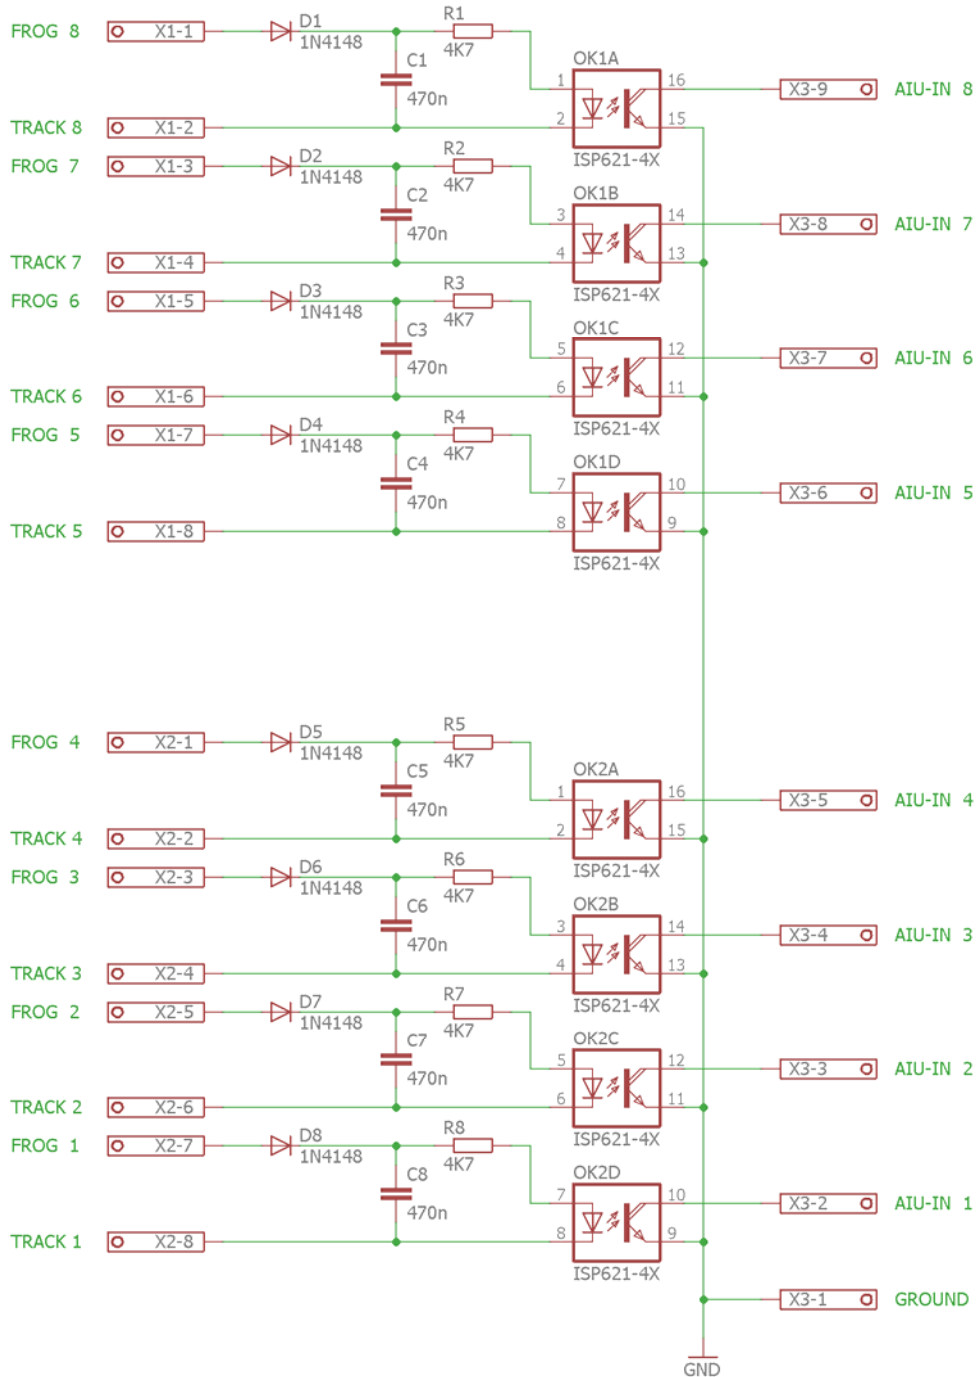 FROG 8 X1-1 D1 1N4148 R1 4K7
C1 470n
OK1A
1 16 X3-9 AIU-IN 8
TRACK 8 X1-2 2 15
ISP621-4X
FROG 7 X1-3 D2 1N4148 R2 4K7
C2 470n
OK1B
3 14 X3-8 AIU-IN 7
TRACK 7 X1-4 4 13
ISP621-4X
FROG 6 X1-5 D3 1N4148 R3 4K7
C3 470n
OK1C
5 12 X3-7 AIU-IN 6
TRACK 6 X1-6 6 11
ISP621-4X
FROG 5 X1-7 D4 1N4148 R4 4K7
C4 470n
OK1D
7 10 X3-6 AIU-IN 5
TRACK 5 X1-8 8 9
ISP621-4X
FROG 4 X2-1 D5 1N4148 R5 4K7
C5 470n
OK2A
1 16 X3-5 AIU-IN 4
TRACK 4 X2-2 2 15
ISP621-4X
FROG 3 X2-3 D6 1N4148 R6 4K7
C6 470n
OK2B
3 14 X3-4 AIU-IN 3
TRACK 3 X2-4 4 13
ISP621-4X
FROG 2 X2-5 D7 1N4148 R7 4K7
C7 470n
OK2C
5 12 X3-3 AIU-IN 2
TRACK 2 X2-6 6 11
ISP621-4X
FROG 1 X2-7 D8 1N4148 R8 4K7
C8 470n
OK2D
7 10 X3-2 AIU-IN 1
TRACK 1 X2-8 8 9
ISP621-4X
X3-1 GROUND
GND